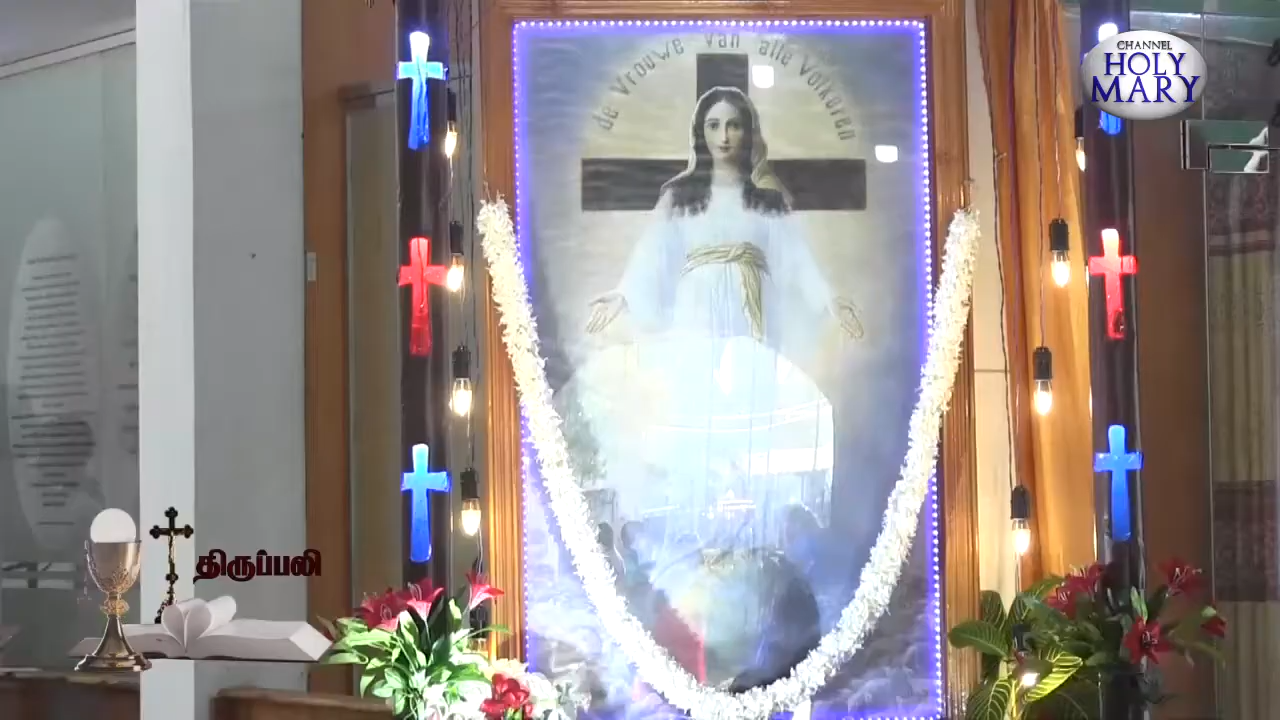 de Vrouwe van alle Volkeren
CHANNEL
HOLY
MARY
திருப்பலி